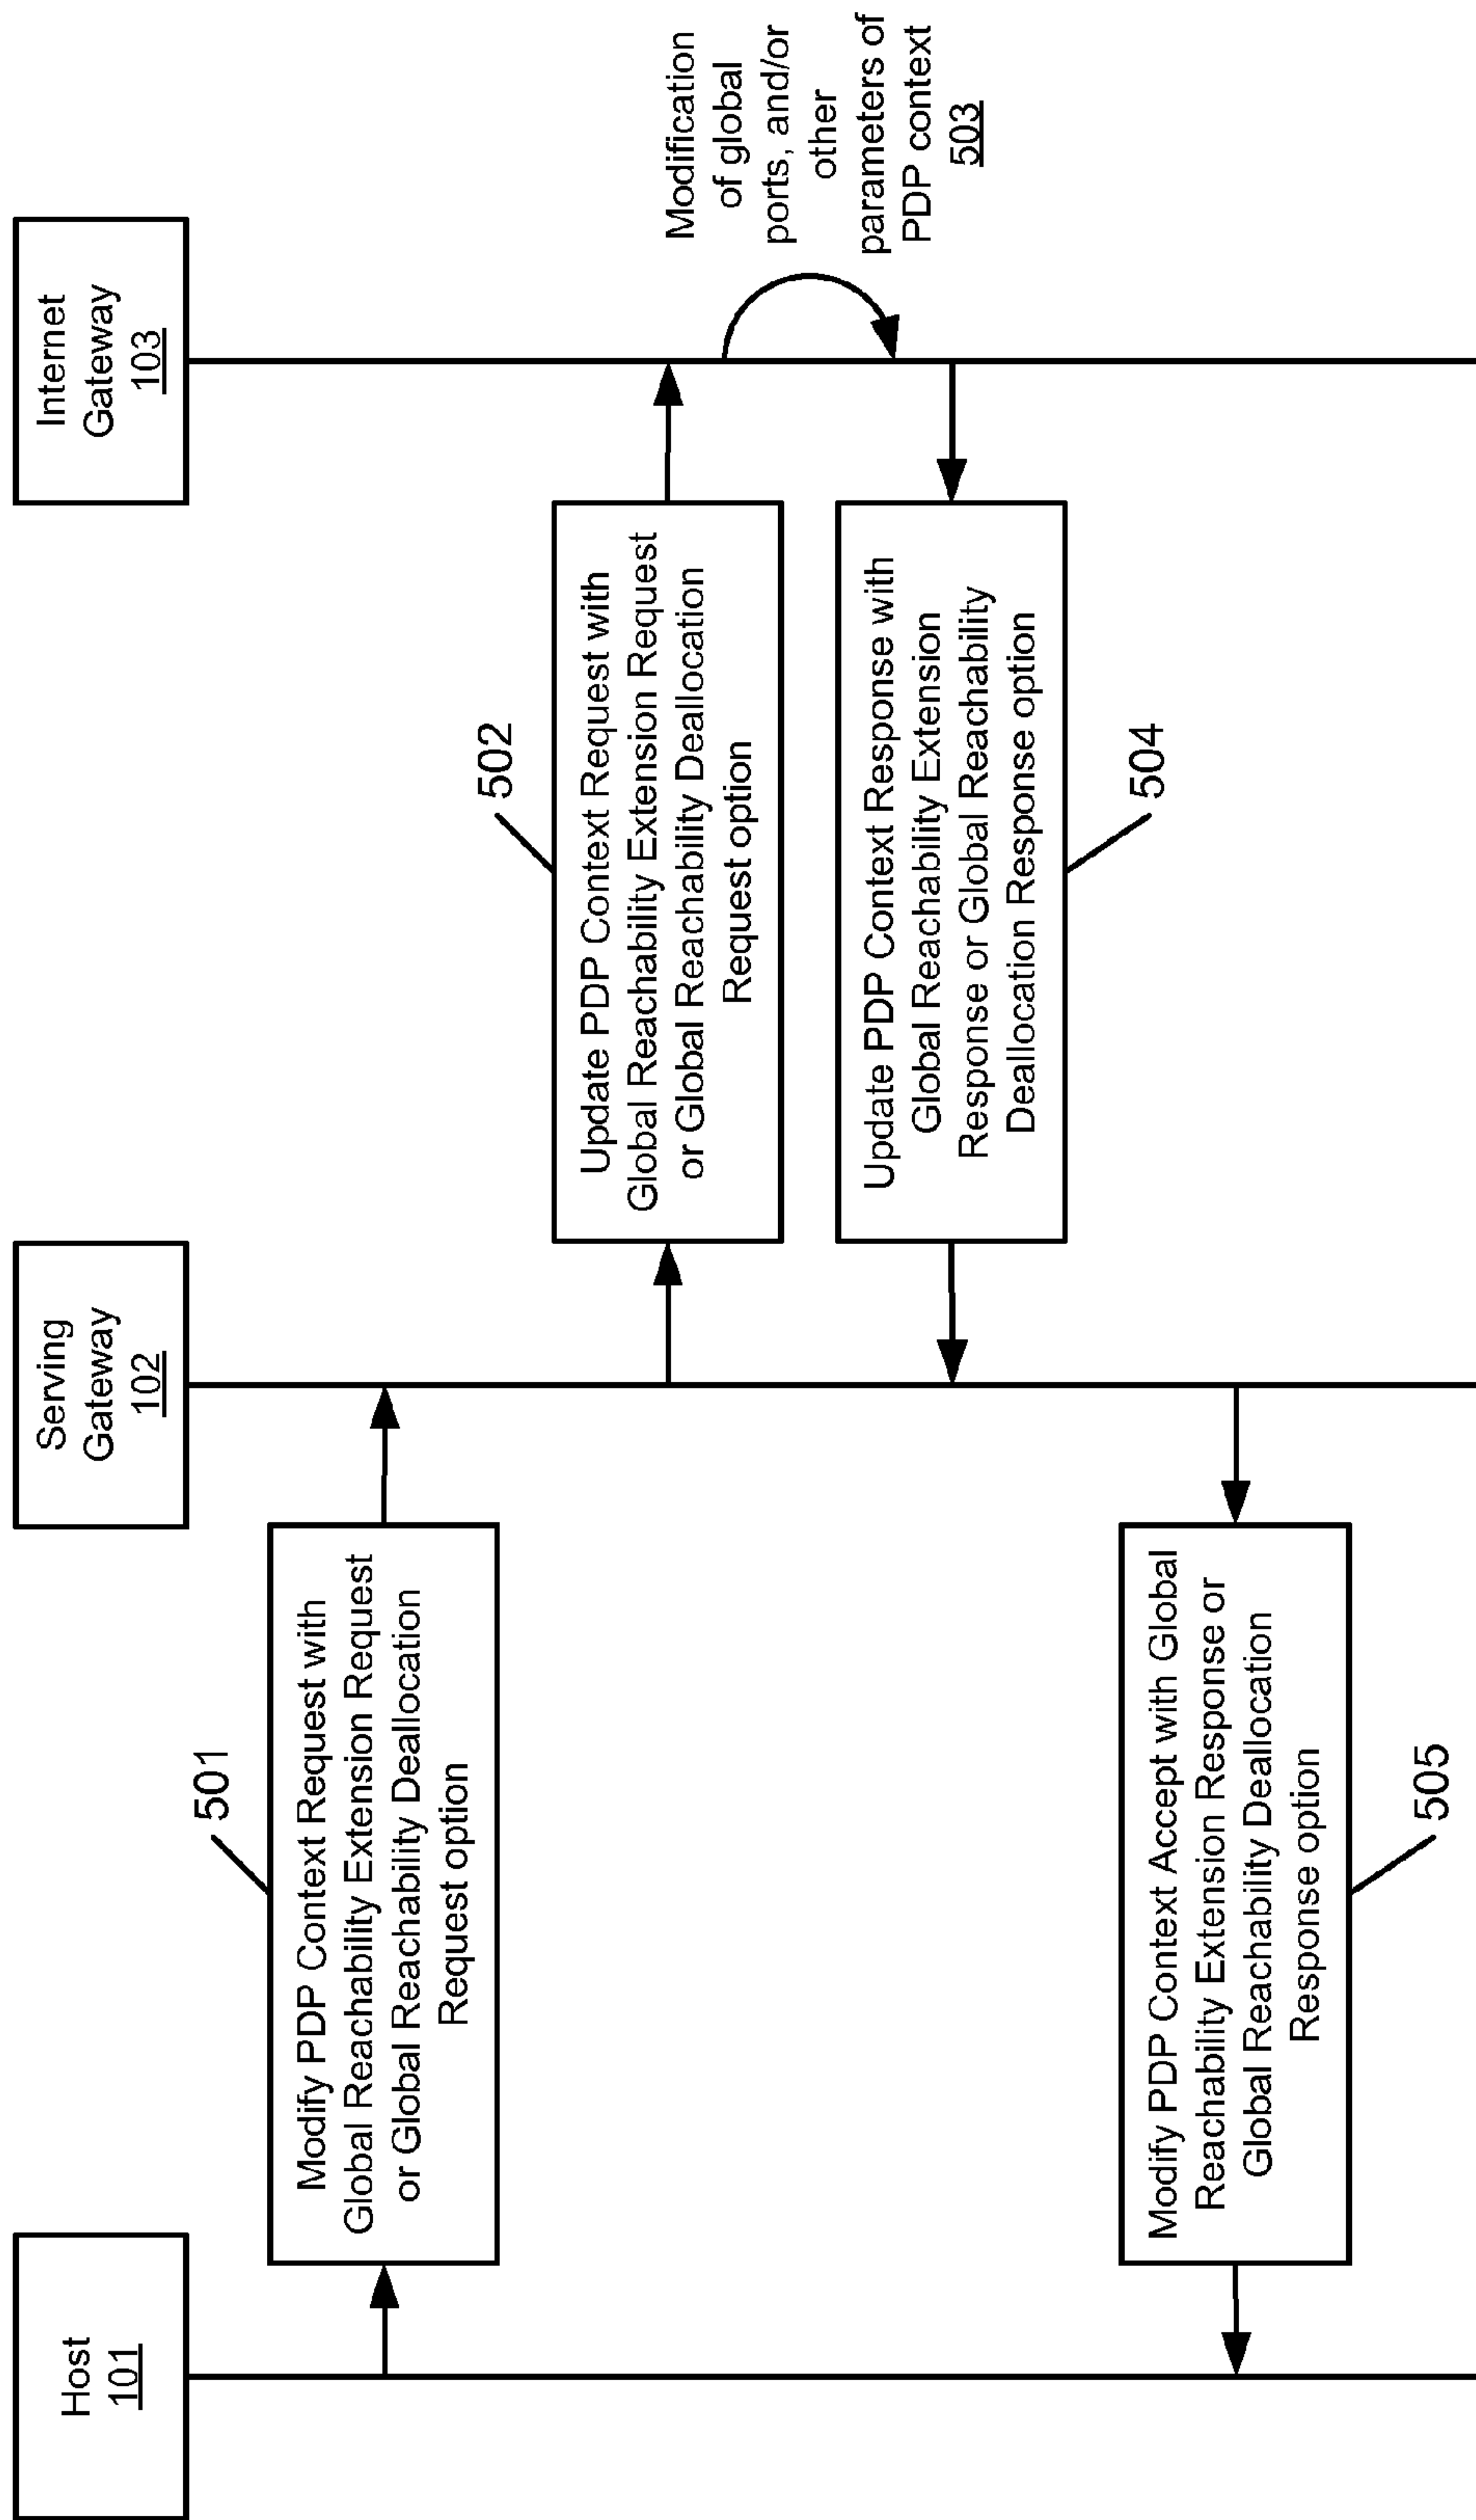 Host
101
Serving
Gateway
102
Internet
Gateway
103
501
Modify PDP Context Request with
Global Reachability Extension Request
or Global Reachability Deallocation
Request option
502
Update PDP Context Request with
Global Reachability Extension Request
or Global Reachability Deallocation
Request option
Modification
of global
ports, and/or
other
parameters of
PDP context
503
Update PDP Context Response with
Global Reachability Extension
Response or Global Reachability
Deallocation Response option
504
Modify PDP Context Accept with Global
Reachability Extension Response or
Global Reachability Deallocation
Response option
505